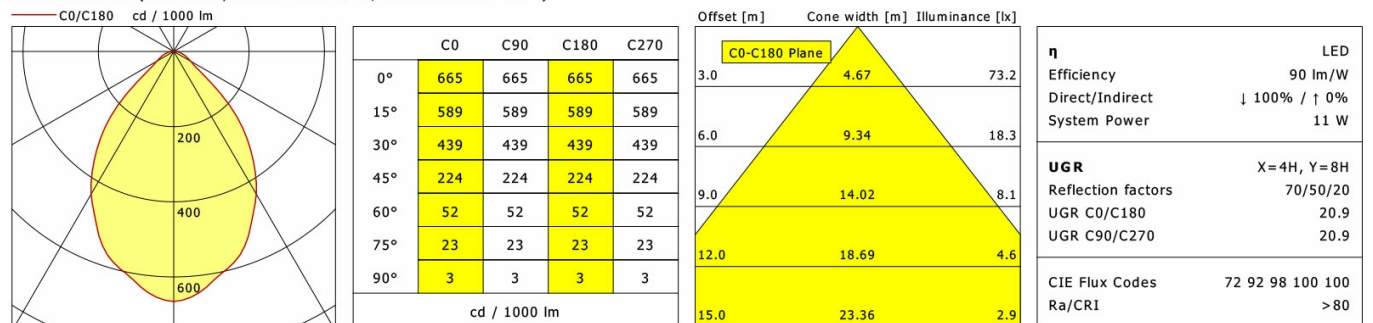 C0/C180 cd / 1000 lm
200
400
600
C0 C90 C180 C270
0° 665 665 665 665
15° 589 589 589 589
30° 439 439 439 439
45° 224 224 224 224
60° 52 52 52 52
75° 23 23 23 23
90° 3 3 3 3
cd / 1000 lm
Offset [m] Cone width [m] Illuminance [lx]
C0-C180 Plane
3.0 4.67 73.2
6.0 9.34 18.3
9.0 14.02 8.1
12.0 18.69 4.6
15.0 23.36 2.9
η LED
Efficiency 90 lm/W
Direct/Indirect ↓ 100% / ↑ 0%
System Power 11 W
UGR X=4H, Y=8H
Reflection factors 70/50/20
UGR C0/C180 20.9
UGR C90/C270 20.9
CIE Flux Codes 72 92 98 100 100
Ra/CRI >80